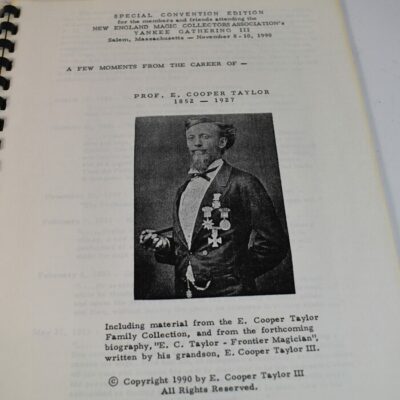 SPECIAL CONVENTION EDITION
for the members and friends attending the
NEW ENGLAND MAGIC COLLECTORS ASSOCIATION's
YANKEE GATHERING III
Salem, Massachusetts — November 8-10, 1990
A FEW MOMENTS FROM THE CAREER OF —
PROF. E. COOPER TAYLOR
1852 — 1927
Including material from the E. Cooper Taylor
Family Collection, and from the forthcoming
biography, "E. C. Taylor - Frontier Magician",
written by his grandson, E. Cooper Taylor III.
© Copyright 1990 by E. Cooper Taylor III
All Rights Reserved.